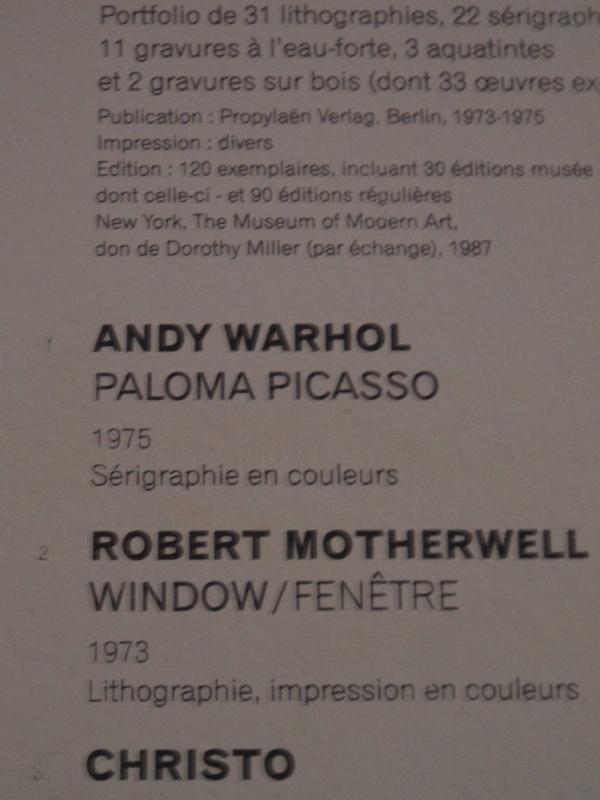 Portfolio de 31 lithographies, 22 sérigraph
11 gravures à l'eau-forte, 3 aquatintes
et 2 gravures sur bois (dont 33 œuvres ex
Publication : Propylaën Verlag, Berlin, 1973-1975
Impression : divers
Edition : 120 exemplaires, incluant 30 éditions musée
dont celle-ci - et 90 éditions régulières
New York, The Museum of Modern Art,
don de Dorothy Miller (par échange), 1987
1 ANDY WARHOL
PALOMA PICASSO
1975
Sérigraphie en couleurs
2 ROBERT MOTHERWELL
WINDOW/FENÊTRE
1973
Lithographie, impression en couleurs
3 CHRISTO